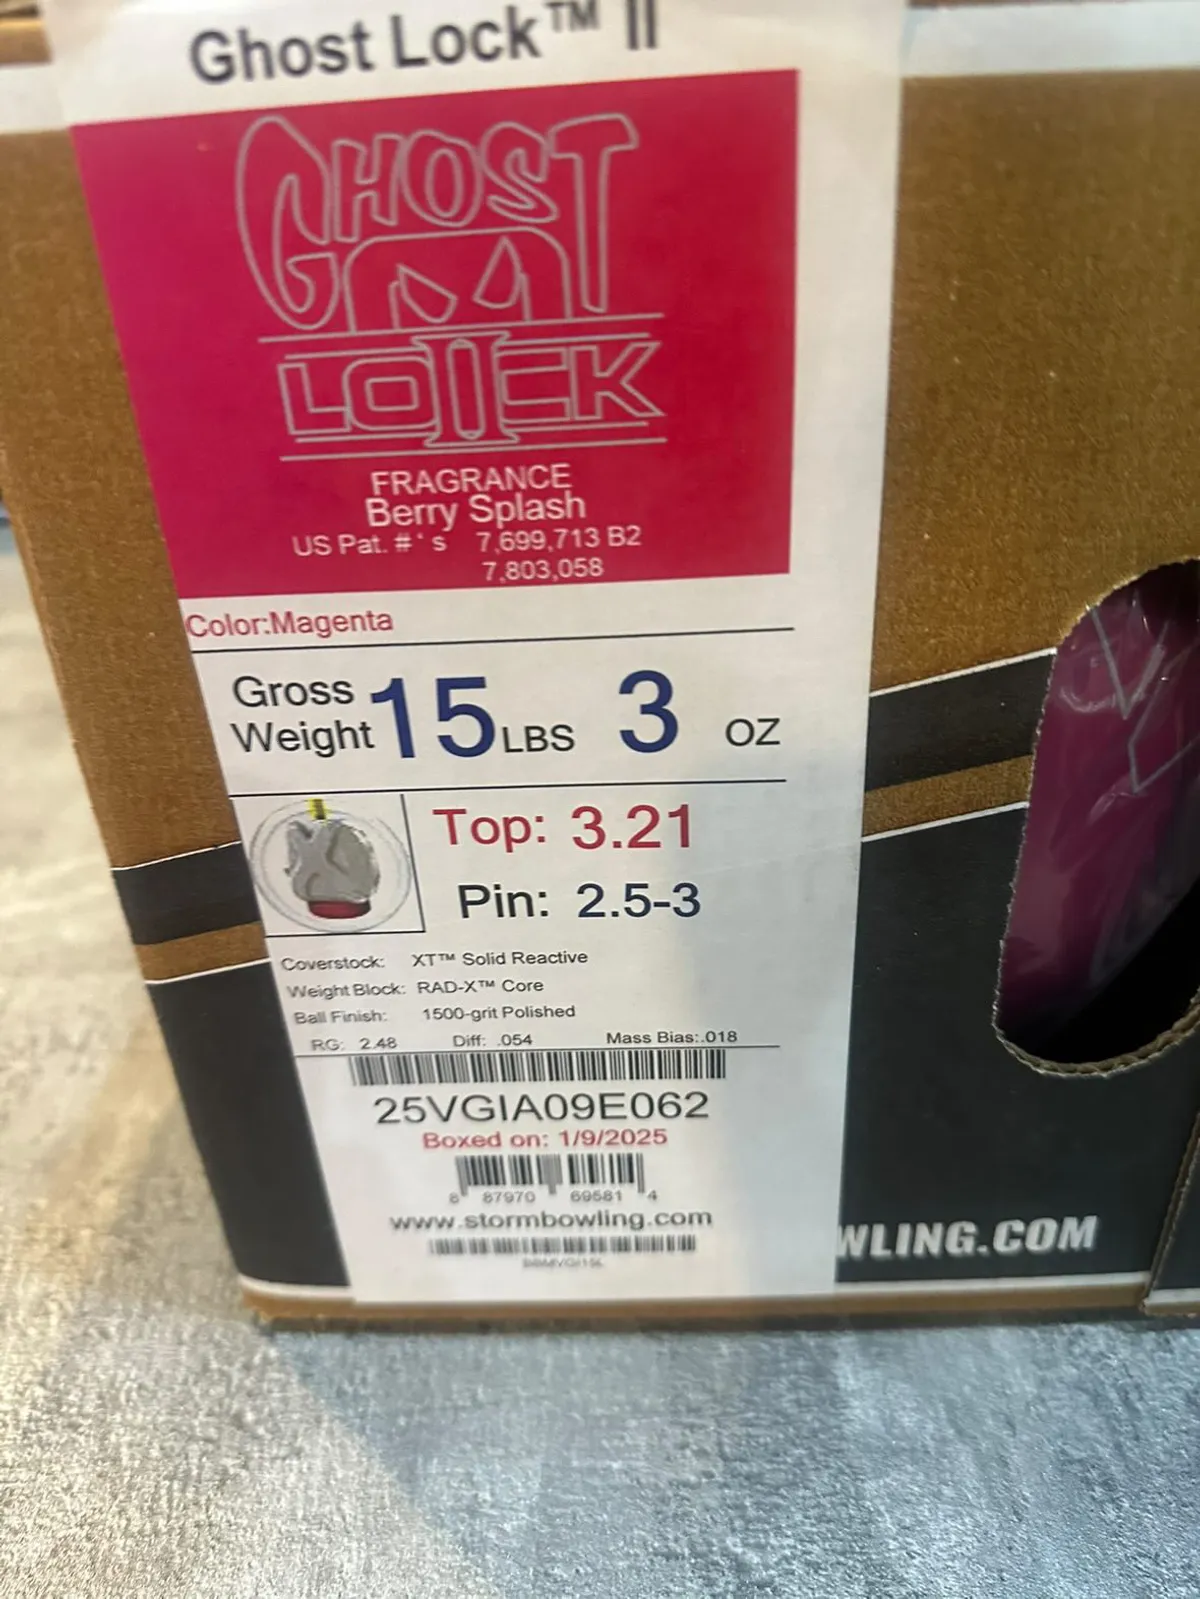 Ghost Lock™ II
GHOST
LOCK
II
FRAGRANCE
Berry Splash
US Pat. #'s 7,699,713 B2
7,803,058
Color:Magenta
Gross Weight 15 LBS 3 OZ
Top: 3.21
Pin: 2.5-3
Coverstock: XT™ Solid Reactive
Weight Block: RAD-X™ Core
Ball Finish: 1500-grit Polished
RG: 2.48 Diff: .054 Mass Bias:.018
25VGIA09E062
Boxed on: 1/9/2025
8 87970 69581 4
www.stormbowling.com
WLING.COM